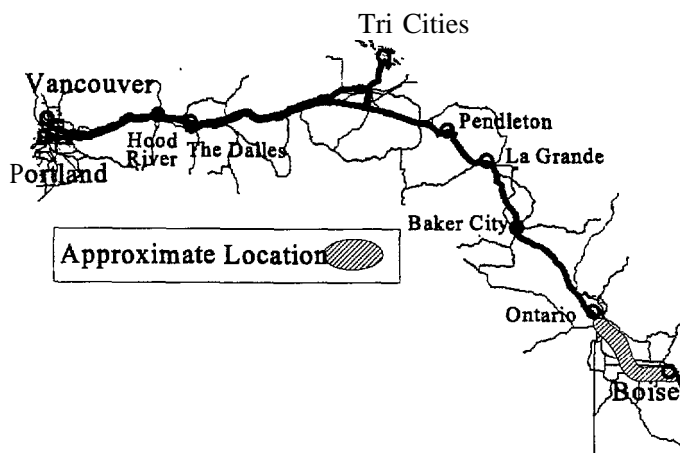 Tri Cities
Vancouver
Pendleton
Hood
River
The Dalles
La Grande
Portland
Baker City
Approximate Location
Ontario
Boise